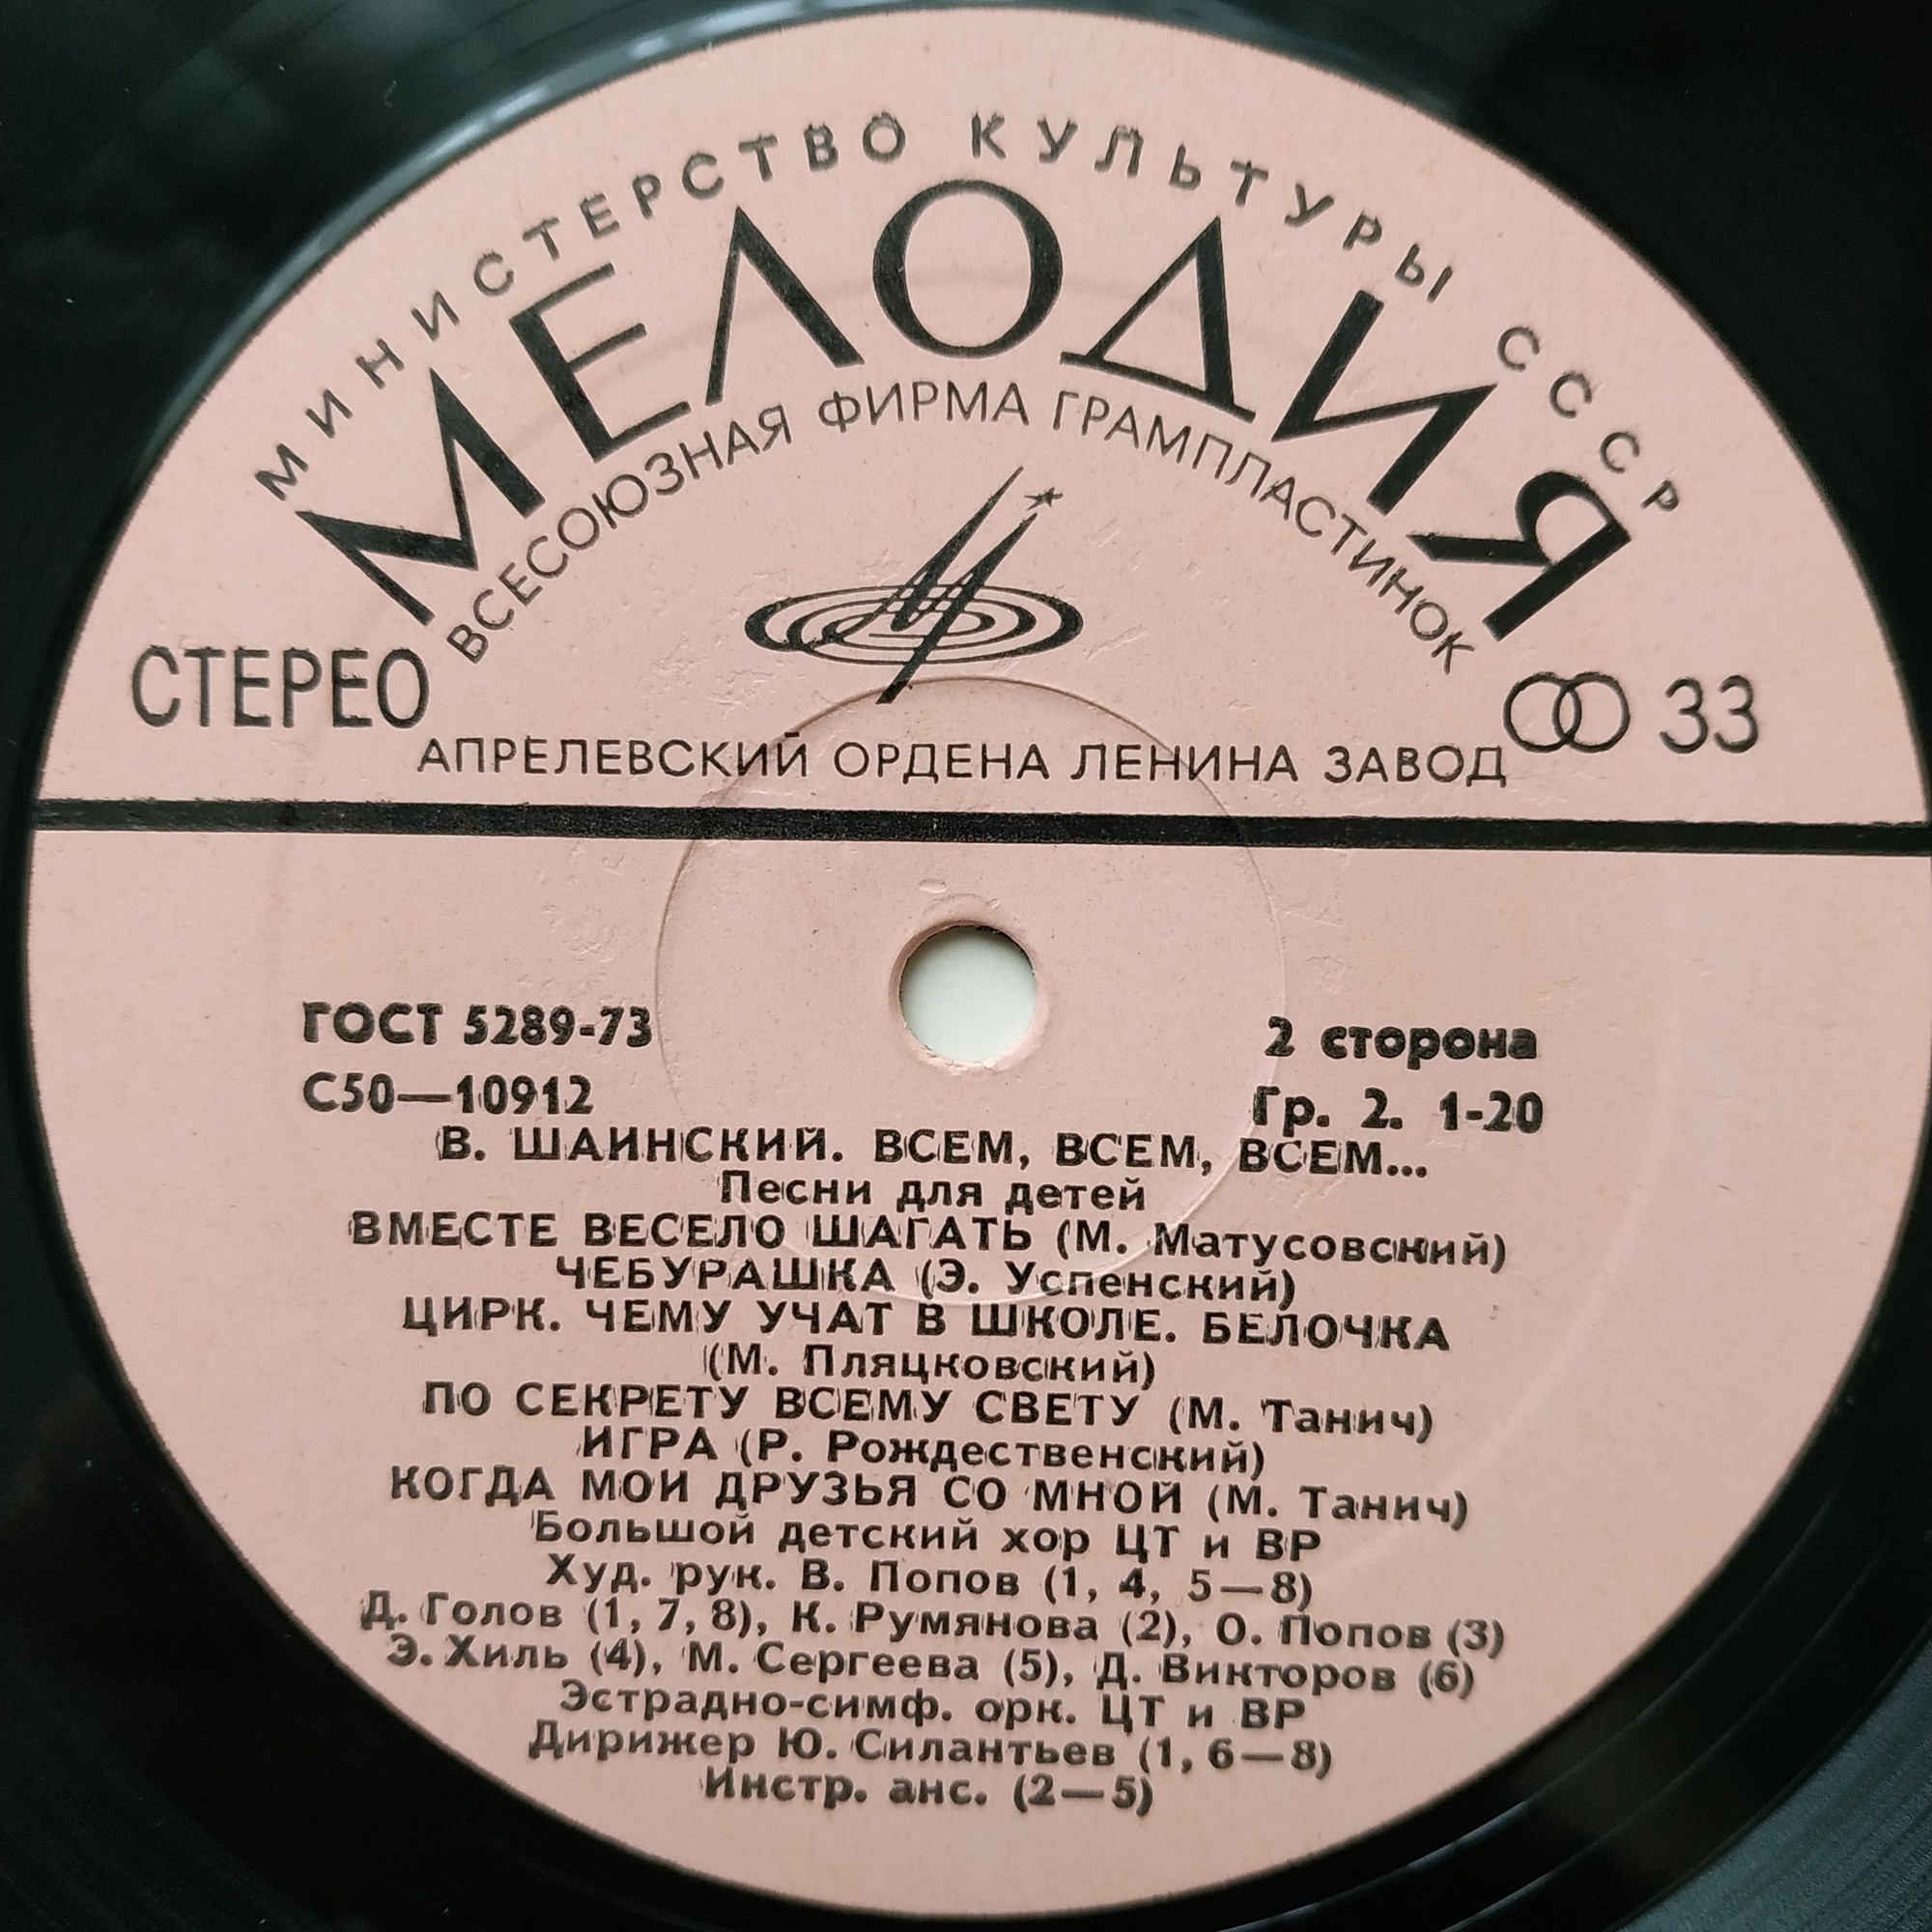 МИНИСТЕРСТВО КУЛЬТУРЫ СССР
МЕЛОДИЯ
ВСЕСОЮЗНАЯ ФИРМА ГРАМПЛАСТИНОК
СТЕРЕО
33
АПРЕЛЕВСКИЙ ОРДЕНА ЛЕНИНА ЗАВОД
ГОСТ 5289-73
2 сторона
С50—10912
Гр. 2. 1-20
В. ШАИНСКИЙ. ВСЕМ, ВСЕМ, ВСЕМ...
Песни для детей
ВМЕСТЕ ВЕСЕЛО ШАГАТЬ (М. Матусовский)
ЧЕБУРАШКА (Э. Успенский)
ЦИРК. ЧЕМУ УЧАТ В ШКОЛЕ. БЕЛОЧКА
(М. Пляцковский)
ПО СЕКРЕТУ ВСЕМУ СВЕТУ (М. Танич)
ИГРА (Р. Рождественский)
КОГДА МОИ ДРУЗЬЯ СО МНОЙ (М. Танич)
Большой детский хор ЦТ и ВР
Худ. рук. В. Попов (1, 4, 5—8)
Д. Голов (1, 7, 8), К. Румянова (2), О. Попов (3)
Э. Хиль (4), М. Сергеева (5), Д. Викторов (6)
Эстрадно-симф. орк. ЦТ и ВР
Дирижер Ю. Силантьев (1, 6—8)
Инстр. анс. (2—5)